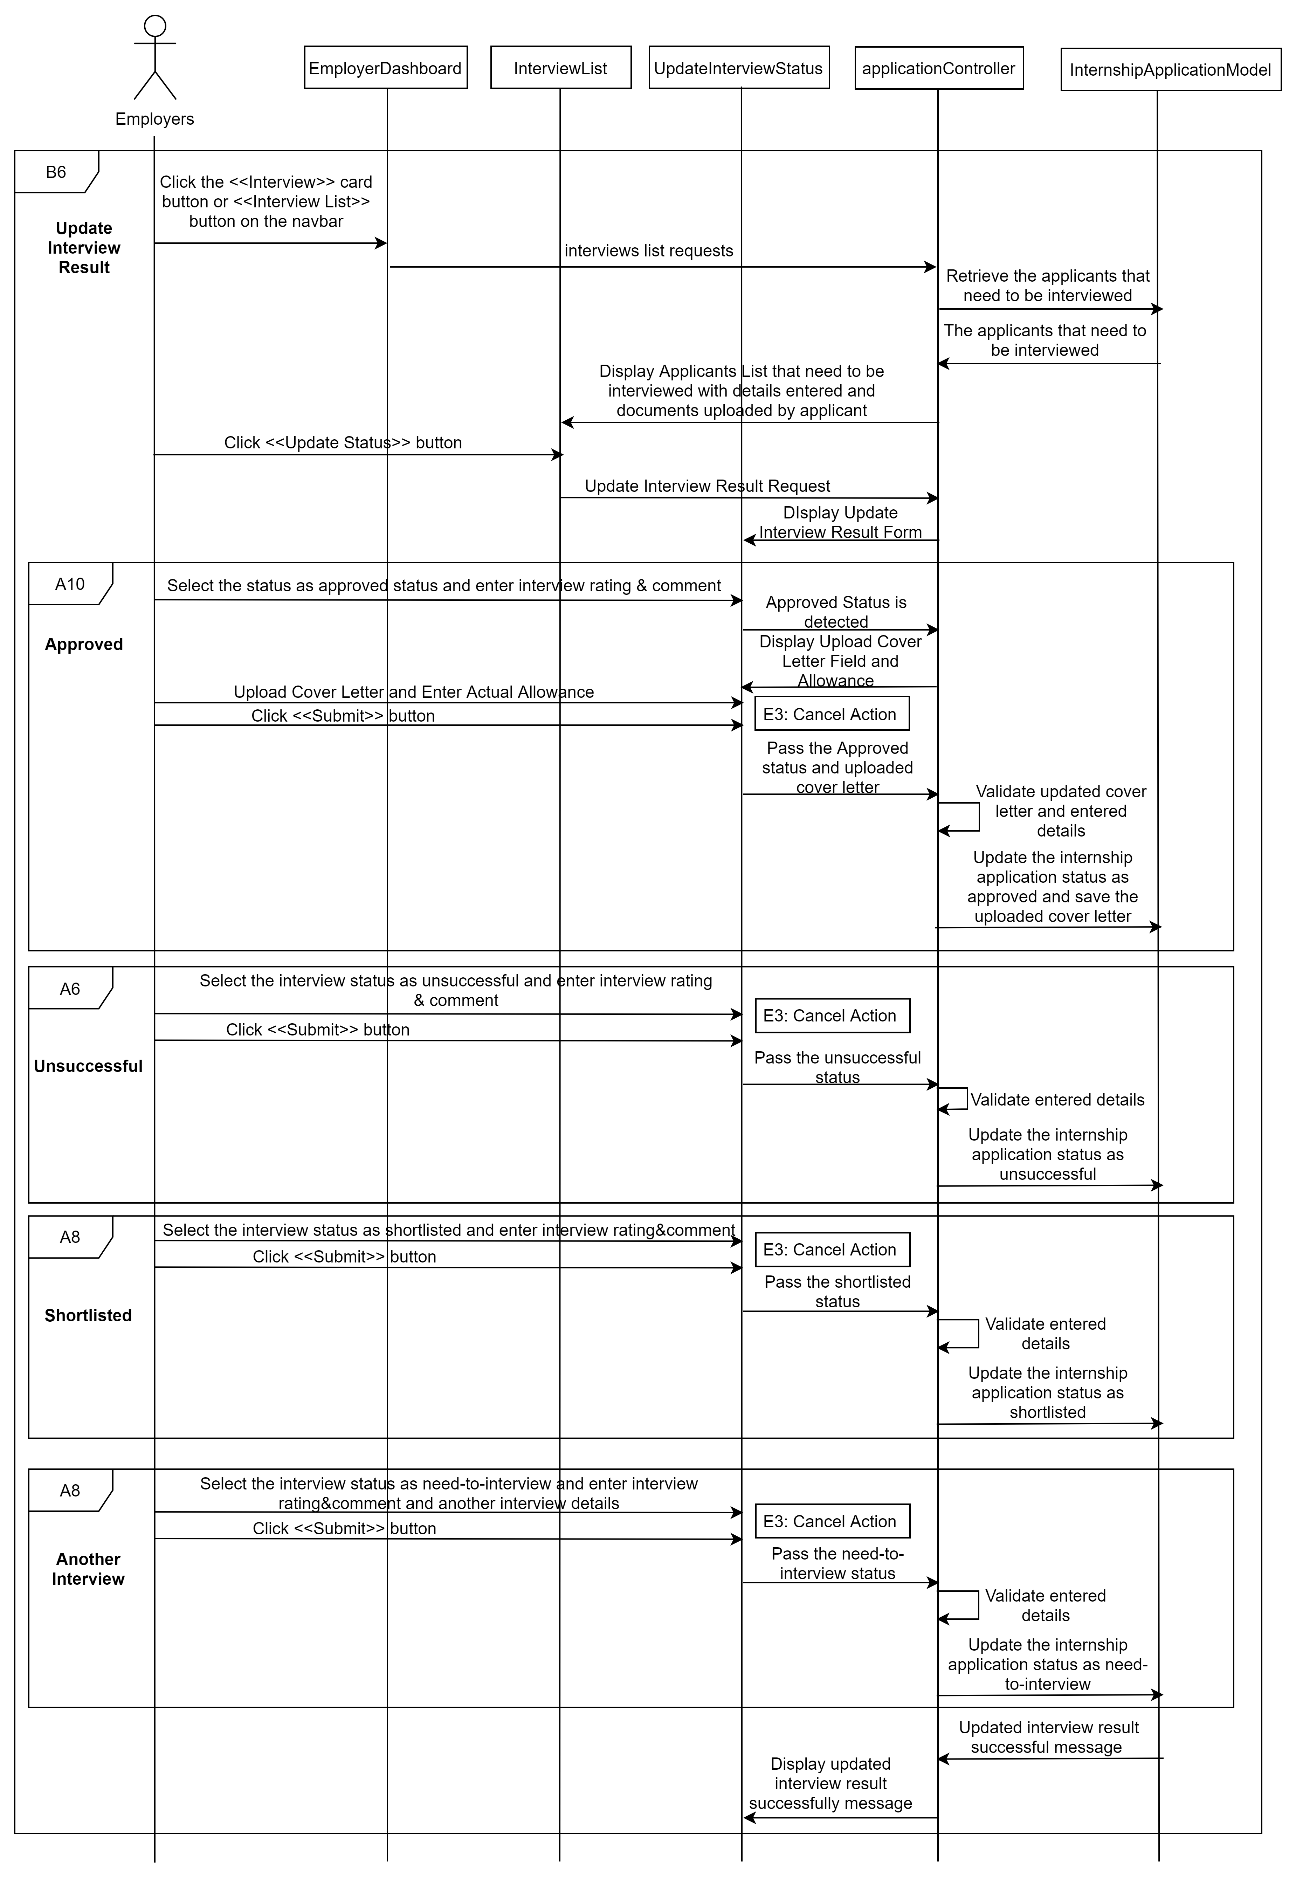 Employers
EmployerDashboard
InterviewList
UpdateInterviewStatus
applicationController
InternshipApplicationModel
B6
Update
Interview
Result
Click the <<Interview>> card
button or <<Interview List>>
button on the navbar
interviews list requests
Retrieve the applicants that
need to be interviewed
The applicants that need to
be interviewed
Display Applicants List that need to be
interviewed with details entered and
documents uploaded by applicant
Click <<Update Status>> button
Update Interview Result Request
DIsplay Update
Interview Result Form
A10
Approved
Select the status as approved status and enter interview rating & comment
Approved Status is
detected
Display Upload Cover
Letter Field and
Allowance
Upload Cover Letter and Enter Actual Allowance
Click <<Submit>> button
E3: Cancel Action
Pass the Approved
status and uploaded
cover letter
Validate updated cover
letter and entered
details
Update the internship
application status as
approved and save the
uploaded cover letter
A6
Unsuccessful
Select the interview status as unsuccessful and enter interview rating
& comment
Click <<Submit>> button
E3: Cancel Action
Pass the unsuccessful
status
Validate entered details
Update the internship
application status as
unsuccessful
A8
Shortlisted
Select the interview status as shortlisted and enter interview rating&comment
Click <<Submit>> button
E3: Cancel Action
Pass the shortlisted
status
Validate entered
details
Update the internship
application status as
shortlisted
A8
Another
Interview
Select the interview status as need-to-interview and enter interview
rating&comment and another interview details
Click <<Submit>> button
E3: Cancel Action
Pass the need-to-
interview status
Validate entered
details
Update the internship
application status as need-
to-interview
Updated interview result
successful message
Display updated
interview result
successfully message